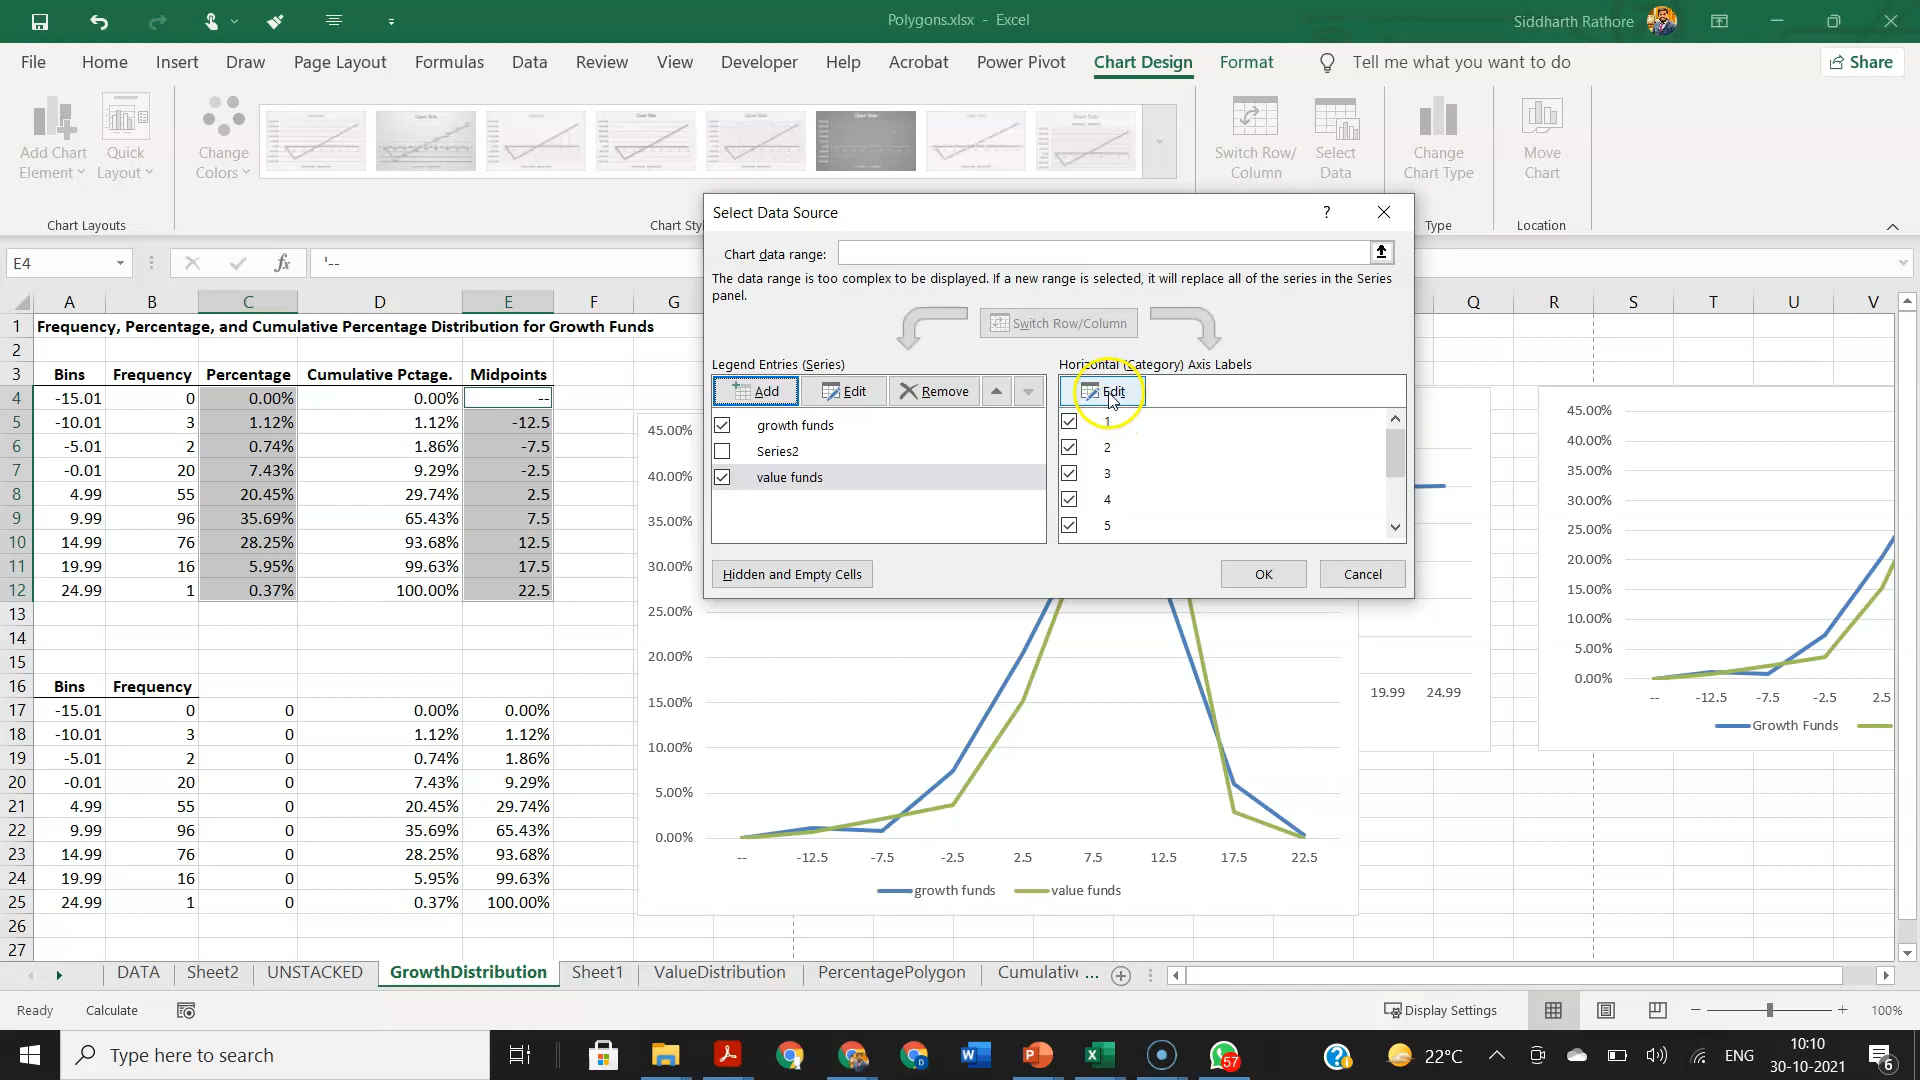 Polygons.xlsx - Excel
Siddharth Rathore
File Home Insert Draw Page Layout Formulas Data Review View Developer Help Acrobat Power Pivot Chart Design Format Tell me what you want to do Share
Add Chart Element
Quick Layout
Change Colors
Switch Row/ Column
Select Data
Change Chart Type
Move Chart
Chart Layouts
Type
Location
E4
fx
'--
Select Data Source
?
Chart data range:
The data range is too complex to be displayed. If a new range is selected, it will replace all of the series in the Series
panel.
Switch Row/Column
Legend Entries (Series)
Horizontal (Category) Axis Labels
Add Edit Remove
Edit
growth funds
Series2
value funds
1
2
3
4
5
Hidden and Empty Cells
OK
Cancel
A B C D E F G Q R S T U V
1 Frequency, Percentage, and Cumulative Percentage Distribution for Growth Funds
2
3 Bins Frequency Percentage Cumulative Pctage. Midpoints
4 -15.01 0 0.00% 0.00% --
5 -10.01 3 1.12% 1.12% -12.5
6 -5.01 2 0.74% 1.86% -7.5
7 -0.01 20 7.43% 9.29% -2.5
8 4.99 55 20.45% 29.74% 2.5
9 9.99 96 35.69% 65.43% 7.5
10 14.99 76 28.25% 93.68% 12.5
11 19.99 16 5.95% 99.63% 17.5
12 24.99 1 0.37% 100.00% 22.5
13
14
15
16 Bins Frequency
17 -15.01 0 0 0.00% 0.00%
18 -10.01 3 0 1.12% 1.12%
19 -5.01 2 0 0.74% 1.86%
20 -0.01 20 0 7.43% 9.29%
21 4.99 55 0 20.45% 29.74%
22 9.99 96 0 35.69% 65.43%
23 14.99 76 0 28.25% 93.68%
24 19.99 16 0 5.95% 99.63%
25 24.99 1 0 0.37% 100.00%
26
27
45.00%
40.00%
35.00%
30.00%
25.00%
20.00%
15.00%
10.00%
5.00%
0.00%
-- -12.5 -7.5 -2.5 2.5 7.5 12.5 17.5 22.5
growth funds value funds
19.99 24.99
45.00%
40.00%
35.00%
30.00%
25.00%
20.00%
15.00%
10.00%
5.00%
0.00%
-- -12.5 -7.5 -2.5 2.5
Growth Funds
DATA Sheet2 UNSTACKED GrowthDistribution Sheet1 ValueDistribution PercentagePolygon Cumulative ...
Ready Calculate Display Settings 100%
Type here to search
57
22°C
ENG
10:10
30-10-2021
6